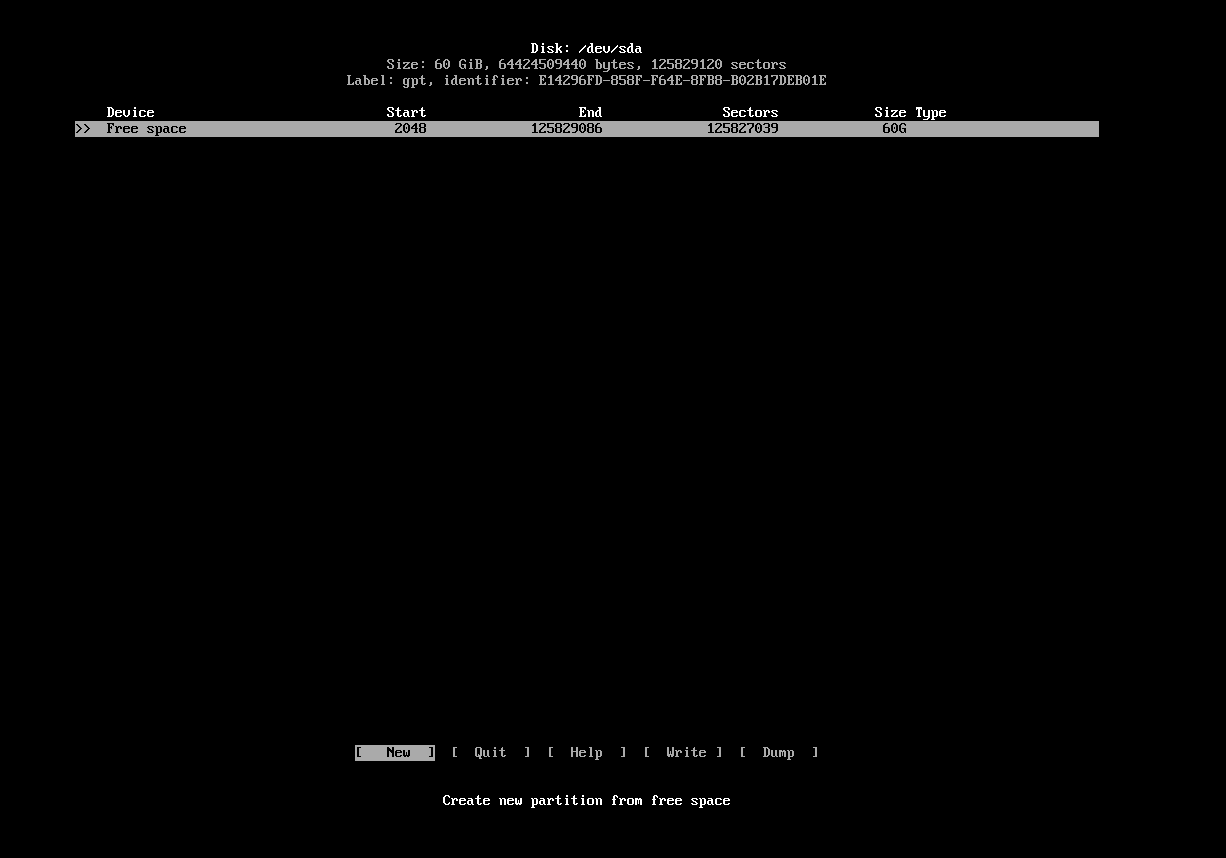 Disk: /dev/sda
Size: 60 GiB, 64424509440 bytes, 125829120 sectors
Label: gpt, identifier: E14296FD-858F-F64E-8FB8-B02B17DEB01E
Device Start End Sectors Size Type
>> Free space 2048 125829086 125827039 60G
[ New ] [ Quit ] [ Help ] [ Write ] [ Dump ]
Create new partition from free space